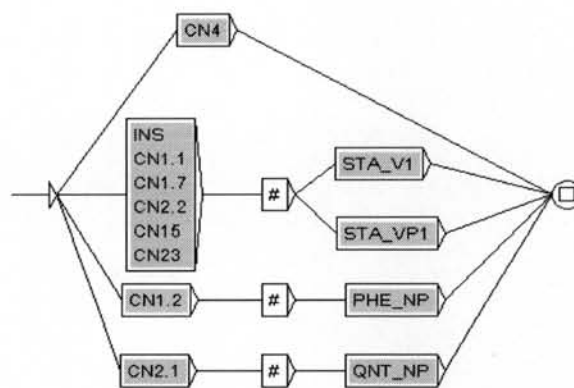 CN4
INS
CN1.1
CN1.7
CN2.2
CN15
CN23
#
STA_V1
STA_VP1
CN1.2
#
PHE_NP
CN2.1
#
QNT_NP